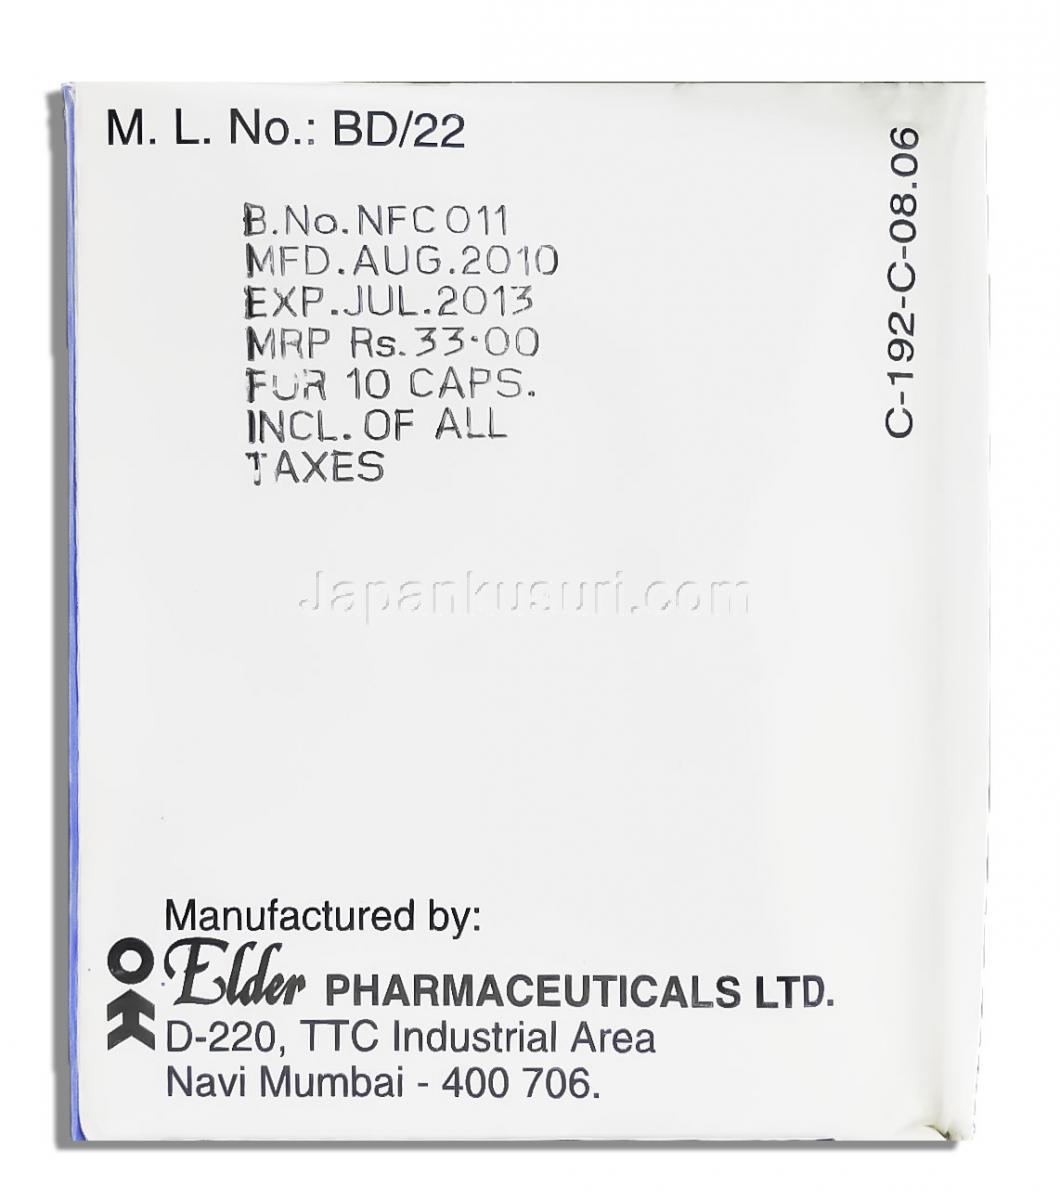 M. L. No.: BD/22
B.No.NFC011
MFD.AUG.2010
EXP.JUL.2013
MRP Rs.33·00
FOR 10 CAPS.
INCL.OF ALL
TAXES
C-192-C-08.06
Japankusuri.com
Manufactured by:
Elder PHARMACEUTICALS LTD.
D-220, TTC Industrial Area
Navi Mumbai - 400 706.